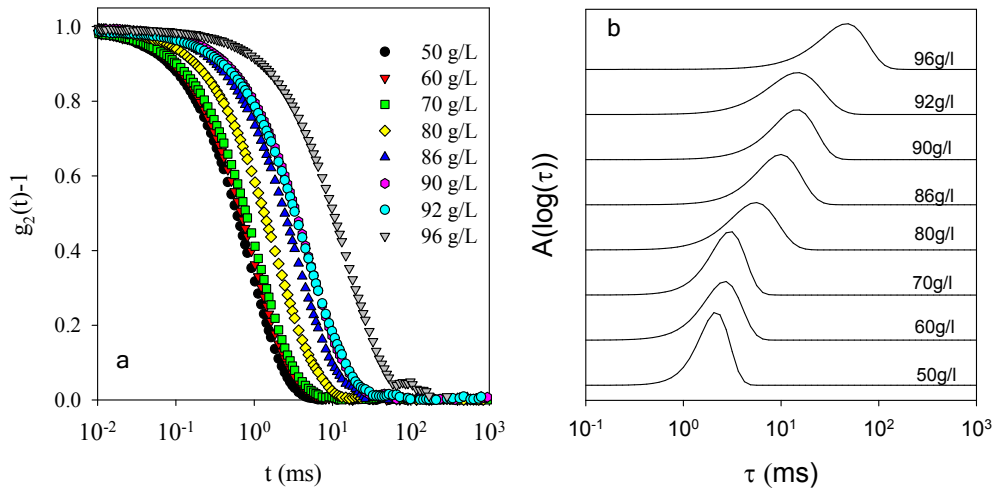 1.0
0.8
0.6
0.4
0.2
0.0
g₂(t)-1
a
50 g/L
60 g/L
70 g/L
80 g/L
86 g/L
90 g/L
92 g/L
96 g/L
10⁻² 10⁻¹ 10⁰ 10¹ 10² 10³
t (ms)
b
A(log(τ))
96g/l
92g/l
90g/l
86g/l
80g/l
70g/l
60g/l
50g/l
10⁻¹ 10⁰ 10¹ 10² 10³
τ (ms)